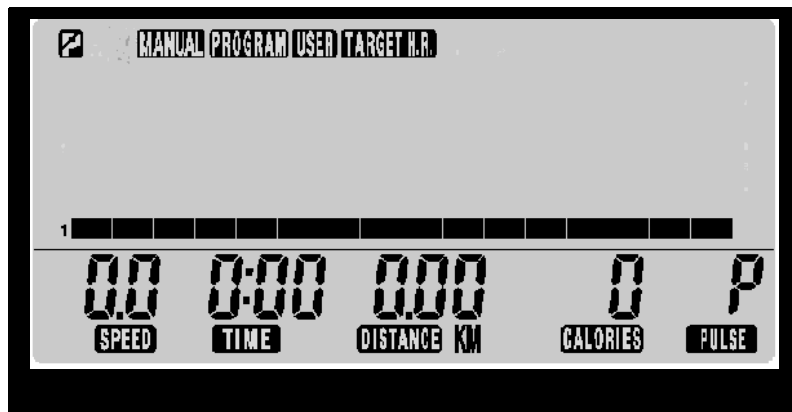 MANUAL PROGRAM USER TARGET H.R.
1
0.0 0:00 0.00 0 P
SPEED TIME DISTANCE KM CALORIES PULSE